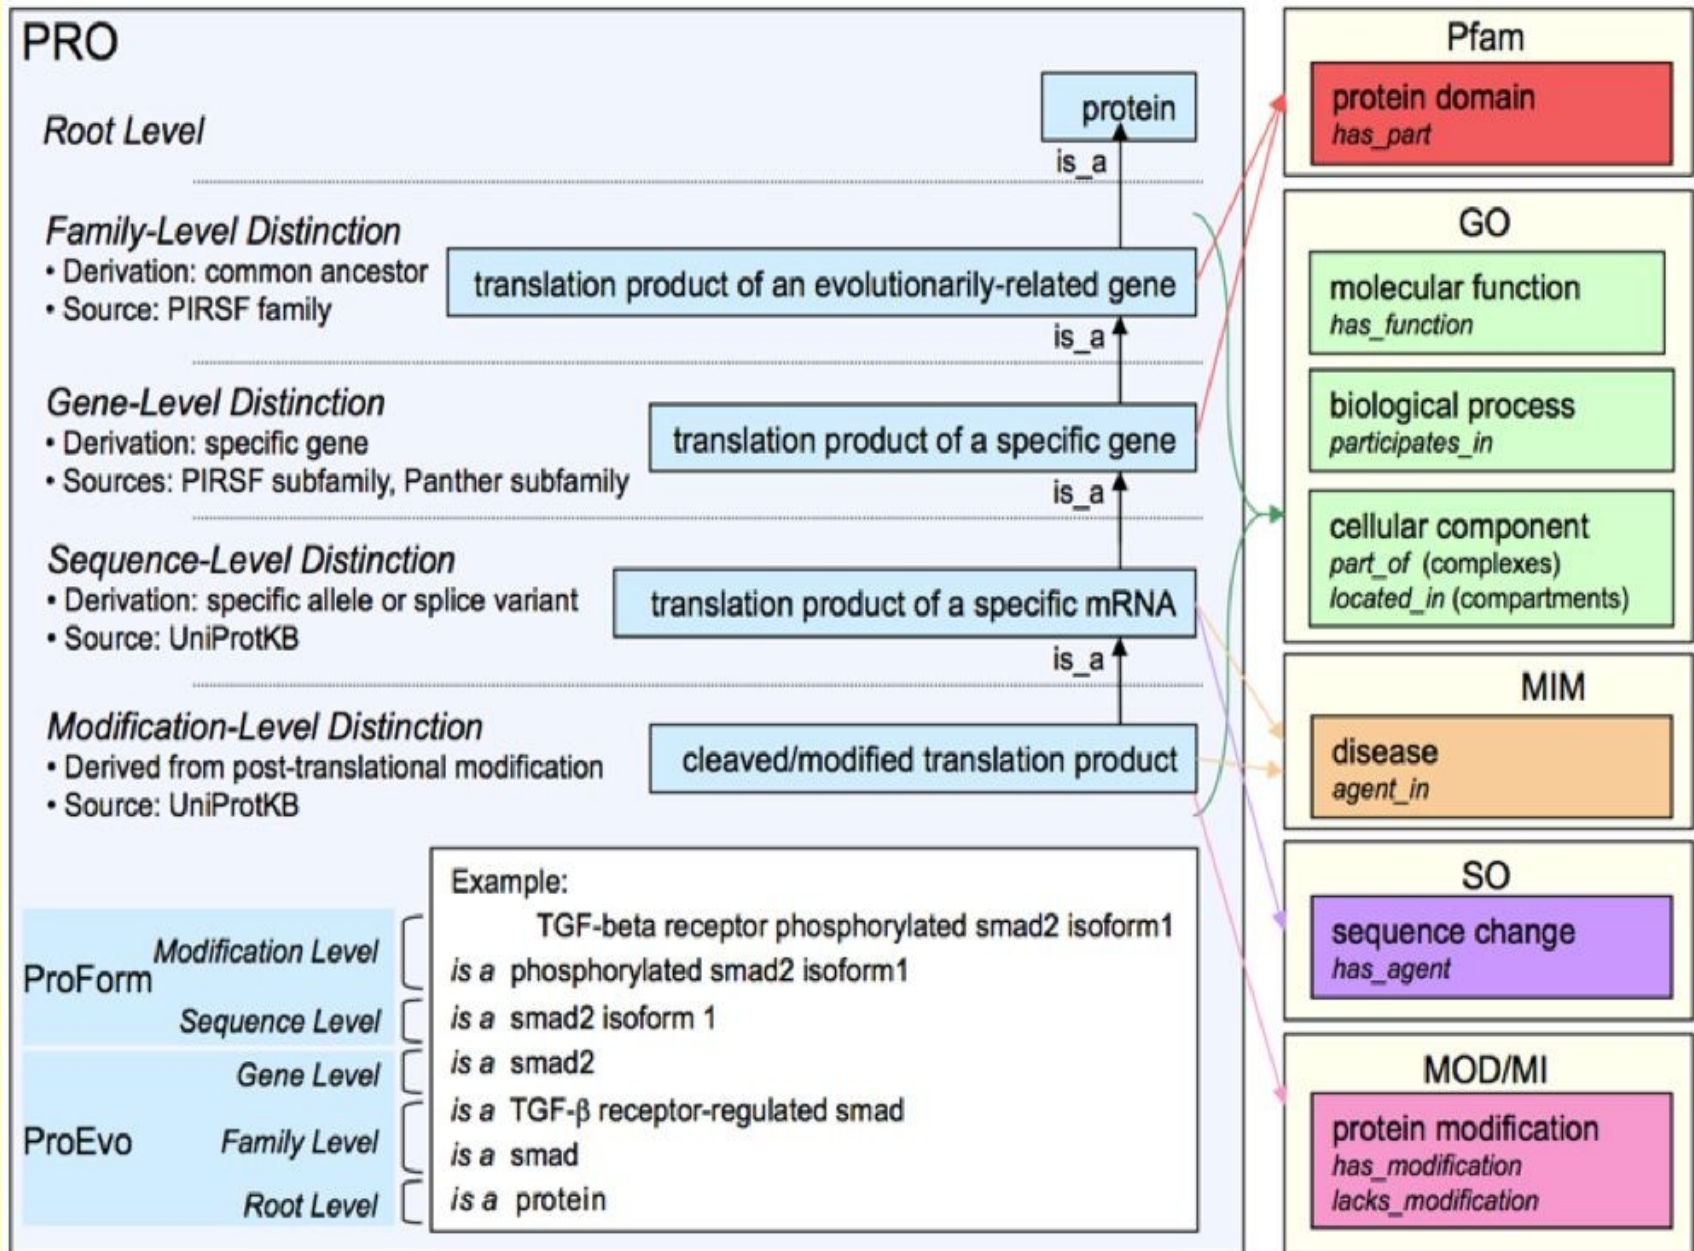 PRO
Root Level
protein
is_a
Family-Level Distinction
• Derivation: common ancestor
• Source: PIRSF family
translation product of an evolutionarily-related gene
is_a
Gene-Level Distinction
• Derivation: specific gene
• Sources: PIRSF subfamily, Panther subfamily
translation product of a specific gene
is_a
Sequence-Level Distinction
• Derivation: specific allele or splice variant
• Source: UniProtKB
translation product of a specific mRNA
is_a
Modification-Level Distinction
• Derived from post-translational modification
• Source: UniProtKB
cleaved/modified translation product
ProForm
Modification Level
Sequence Level
ProEvo
Gene Level
Family Level
Root Level
Example:
TGF-beta receptor phosphorylated smad2 isoform1
is a phosphorylated smad2 isoform1
is a smad2 isoform 1
is a smad2
is a TGF-β receptor-regulated smad
is a smad
is a protein
Pfam
protein domain
has_part
GO
molecular function
has_function
biological process
participates_in
cellular component
part_of (complexes)
located_in (compartments)
MIM
disease
agent_in
SO
sequence change
has_agent
MOD/MI
protein modification
has_modification
lacks_modification